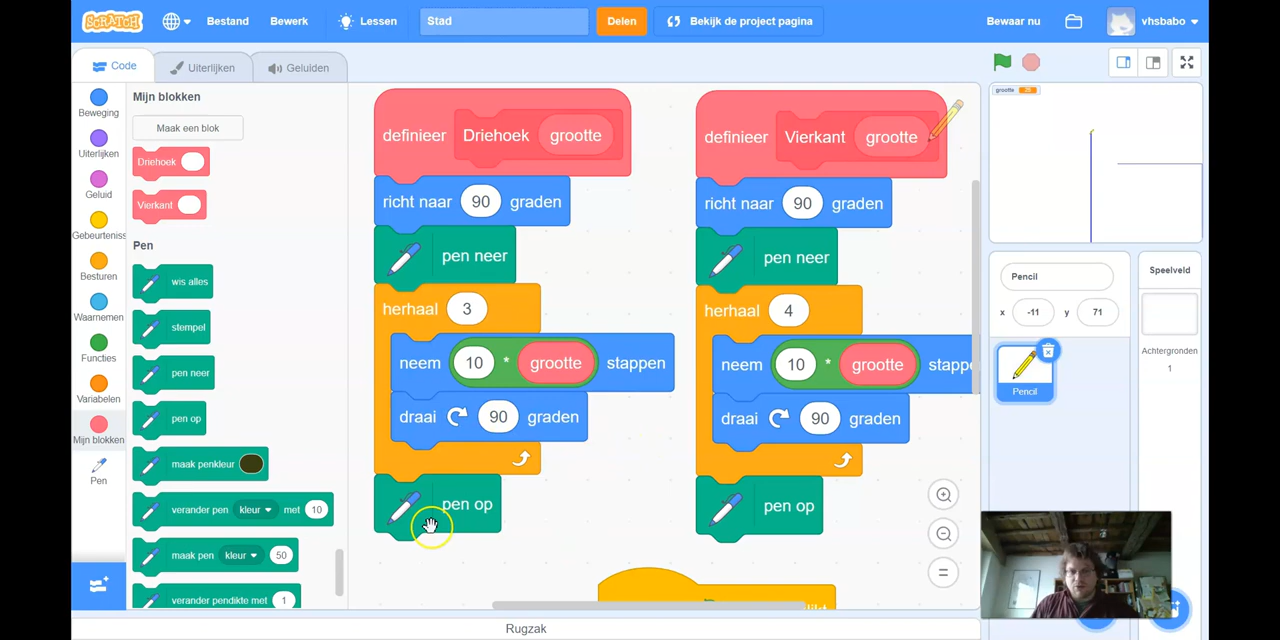 SCRATCH Bestand Bewerk Lessen Stad Delen Bekijk de project pagina Bewaar nu vhsbabo
Code Uiterlijken Geluiden
Mijn blokken
Maak een blok
Driehoek
Vierkant
Pen
wis alles
stempel
pen neer
pen op
maak penkleur
verander pen kleur met 10
maak pen kleur 50
verander pendikte met 1
Beweging
Uiterlijken
Geluid
Gebeurteniss
Besturen
Waarnemen
Functies
Variabelen
Mijn blokken
Pen
definieer Driehoek grootte
richt naar 90 graden
pen neer
herhaal 3
neem 10 * grootte stappen
draai 90 graden
pen op
definieer Vierkant grootte
richt naar 90 graden
pen neer
herhaal 4
neem 10 * grootte stappe
draai 90 graden
pen op
grootte
Pencil
x -11 y 71
Pencil
Speelveld
Achtergronden
1
Rugzak